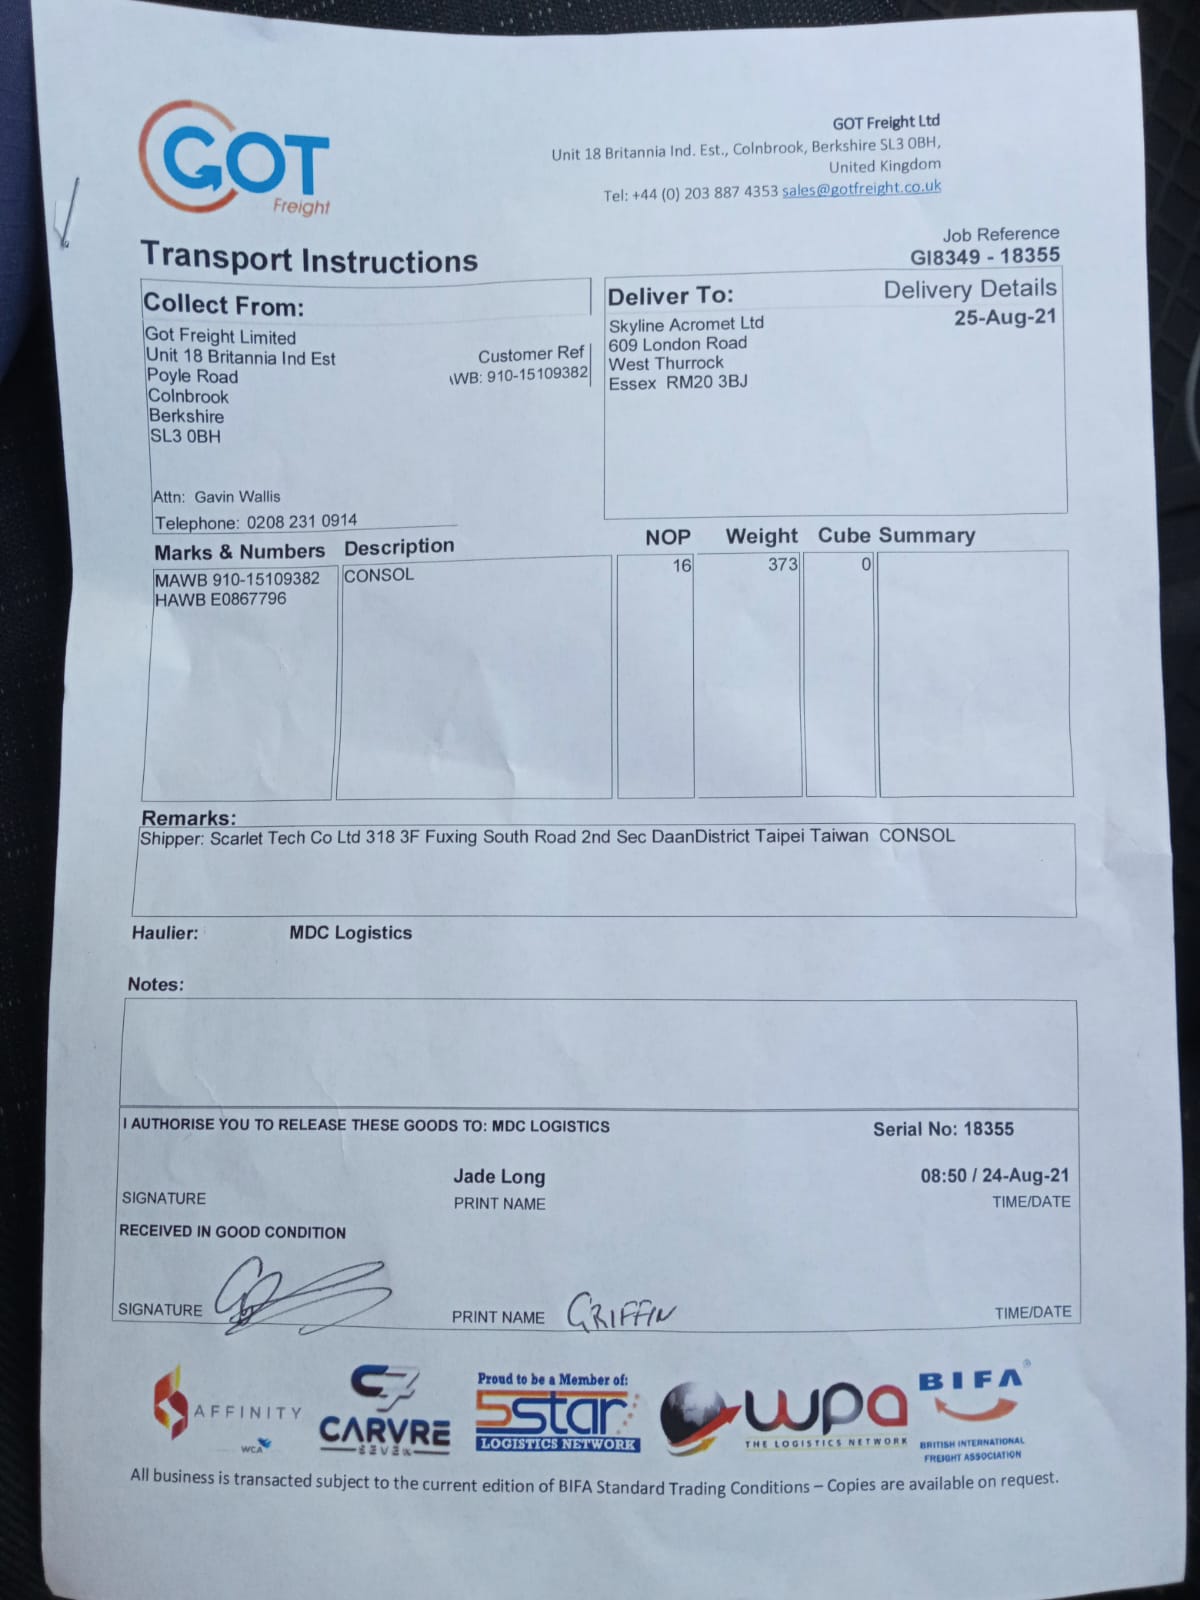 GOT
Freight
GOT Freight Ltd
Unit 18 Britannia Ind. Est., Colnbrook, Berkshire SL3 0BH,
United Kingdom
Tel: +44 (0) 203 887 4353 sales@gotfreight.co.uk
Job Reference
GI8349 - 18355
Transport Instructions
Collect From:
Got Freight Limited
Unit 18 Britannia Ind Est
Poyle Road
Colnbrook
Berkshire
SL3 0BH
Customer Ref
WB: 910-15109382
Attn: Gavin Wallis
Telephone: 0208 231 0914
Deliver To:
Delivery Details
25-Aug-21
Skyline Acromet Ltd
609 London Road
West Thurrock
Essex RM20 3BJ
Marks & Numbers Description NOP Weight Cube Summary
MAWB 910-15109382 CONSOL 16 373 0
HAWB E0867796
Remarks:
Shipper: Scarlet Tech Co Ltd 318 3F Fuxing South Road 2nd Sec DaanDistrict Taipei Taiwan CONSOL
Haulier: MDC Logistics
Notes:
I AUTHORISE YOU TO RELEASE THESE GOODS TO: MDC LOGISTICS
Serial No: 18355
Jade Long 08:50 / 24-Aug-21
SIGNATURE PRINT NAME TIME/DATE
RECEIVED IN GOOD CONDITION
SIGNATURE PRINT NAME GRIFFIN TIME/DATE
AFFINITY
WCA
C7
CARVRE
SEVEN
Proud to be a Member of:
5star
LOGISTICS NETWORK
wpa
THE LOGISTICS NETWORK
BIFA®
BRITISH INTERNATIONAL
FREIGHT ASSOCIATION
All business is transacted subject to the current edition of BIFA Standard Trading Conditions – Copies are available on request.